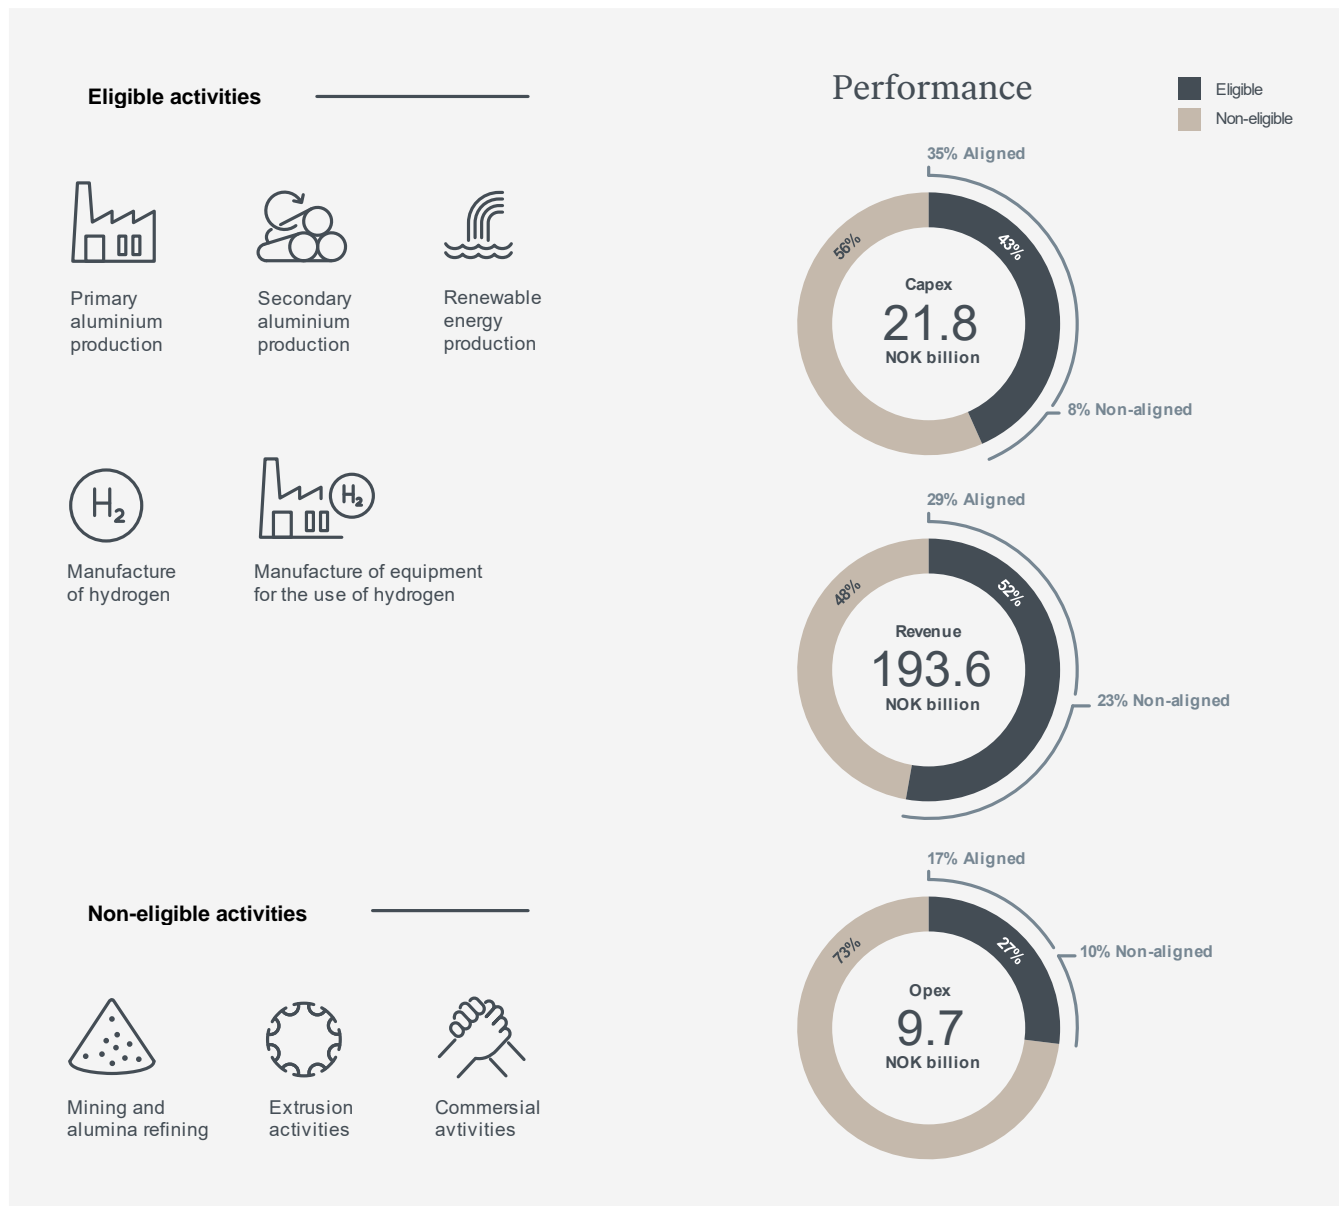 Eligible activities
Primary
aluminium
production
Secondary
aluminium
production
Renewable
energy
production
H2
Manufacture
of hydrogen
H2
Manufacture of equipment
for the use of hydrogen
Non-eligible activities
Mining and
alumina refining
Extrusion
activities
Commersial
avtivities
Performance
Eligible
Non-eligible
35% Aligned
56%
43%
Capex
21.8
NOK billion
8% Non-aligned
29% Aligned
48%
52%
Revenue
193.6
NOK billion
23% Non-aligned
17% Aligned
73%
27%
10% Non-aligned
Opex
9.7
NOK billion